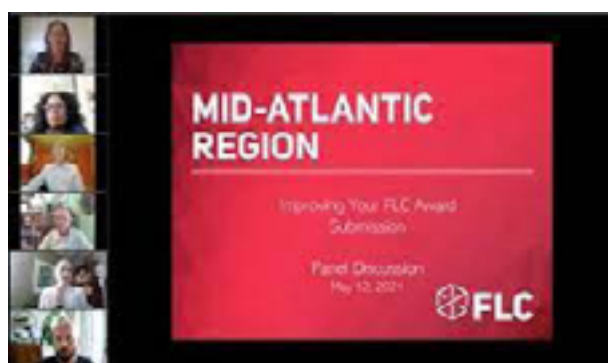 MID-ATLANTIC
REGION
Improving Your FLC Award
Submission
Panel Discussion
May 12, 2021
FLC